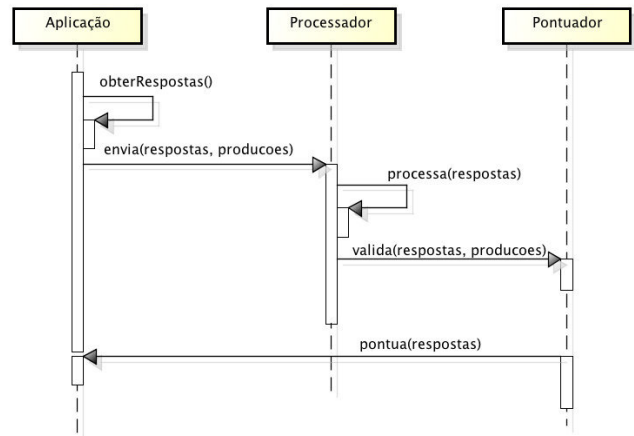 Aplicação
Processador
Pontuador
obterRespostas()
envia(respostas, producoes)
processa(respostas)
valida(respostas, producoes)
pontua(respostas)